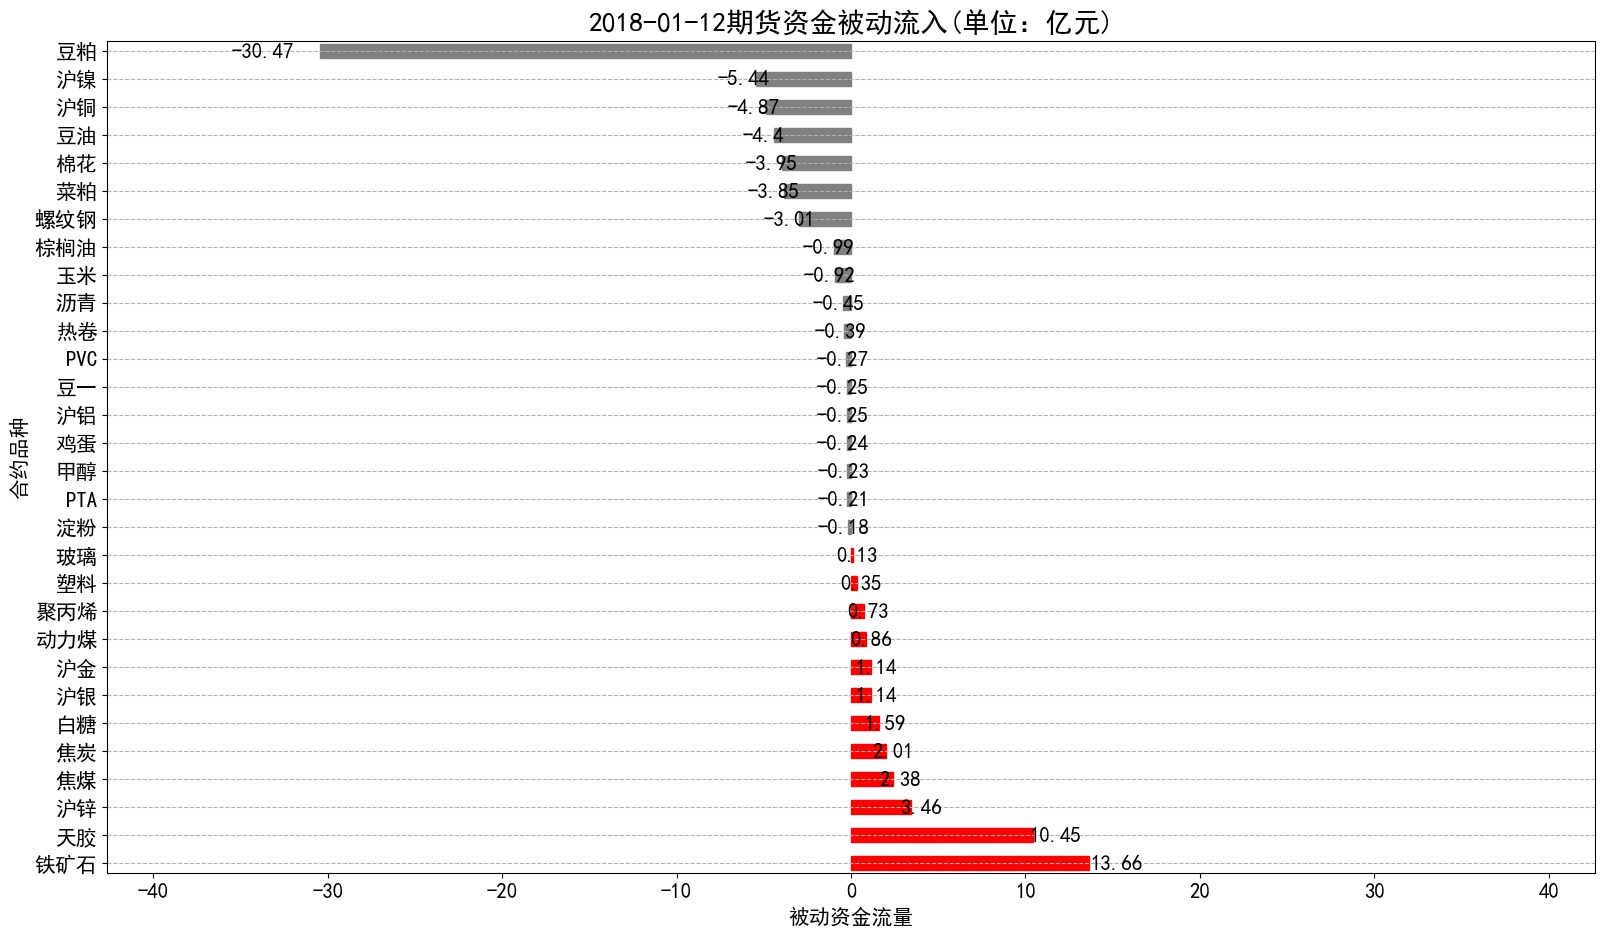 2018-01-12期货资金被动流入(单位：亿元)
豆粕 -30.47
沪镍 -5.44
沪铜 -4.87
豆油 -4.4
棉花 -3.95
菜粕 -3.85
螺纹钢 -3.01
棕榈油 -0.99
玉米 -0.92
沥青 -0.45
热卷 -0.39
PVC -0.27
豆一 -0.25
沪铝 -0.25
鸡蛋 -0.24
甲醇 -0.23
PTA -0.21
淀粉 -0.18
玻璃 0.13
塑料 0.35
聚丙烯 0.73
动力煤 0.86
沪金 1.14
沪银 1.14
白糖 1.59
焦炭 2.01
焦煤 2.38
沪锌 3.46
天胶 10.45
铁矿石 13.66
合约品种
-40 -30 -20 -10 0 10 20 30 40
被动资金流量